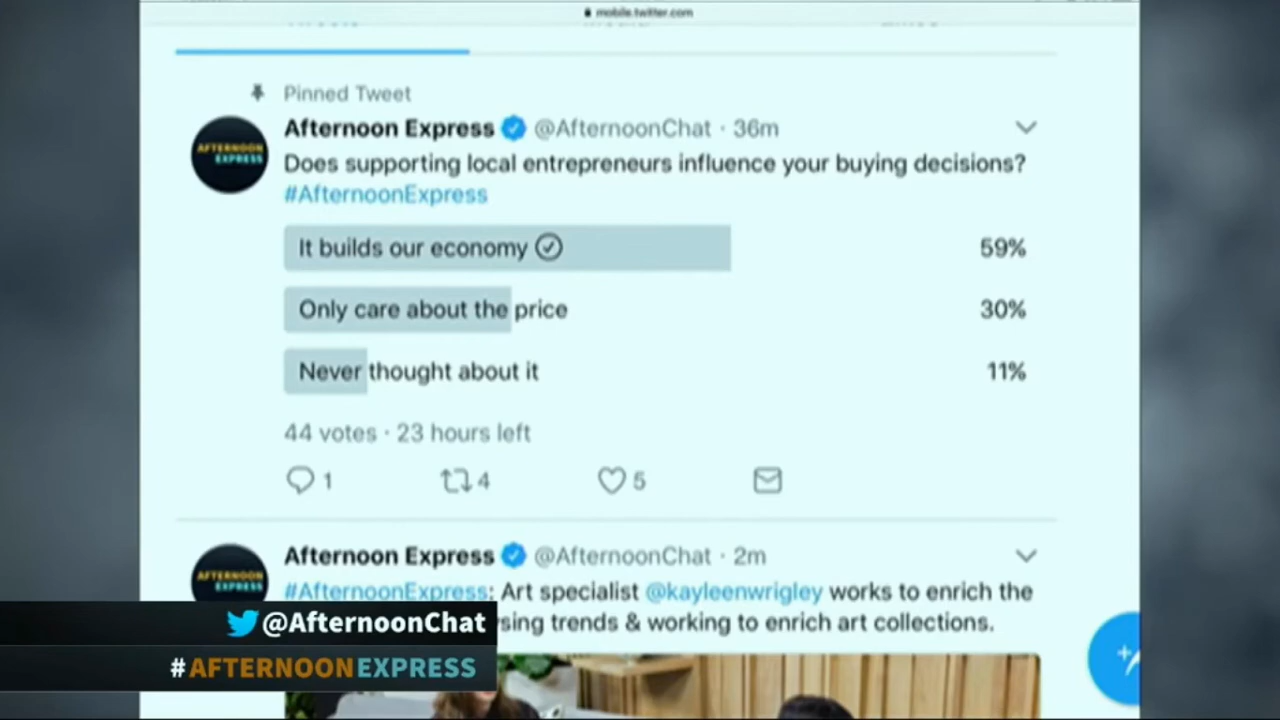 mobile.twitter.com
Pinned Tweet
Afternoon Express @AfternoonChat · 36m
AFTERNOON
EXPRESS
Does supporting local entrepreneurs influence your buying decisions?
#AfternoonExpress
It builds our economy 59%
Only care about the price 30%
Never thought about it 11%
44 votes · 23 hours left
1 4 5
Afternoon Express @AfternoonChat · 2m
AFTERNOON
EXPRESS
#AfternoonExpress: Art specialist @kayleenwrigley works to enrich the
sing trends & working to enrich art collections.
@AfternoonChat
#AFTERNOONEXPRESS